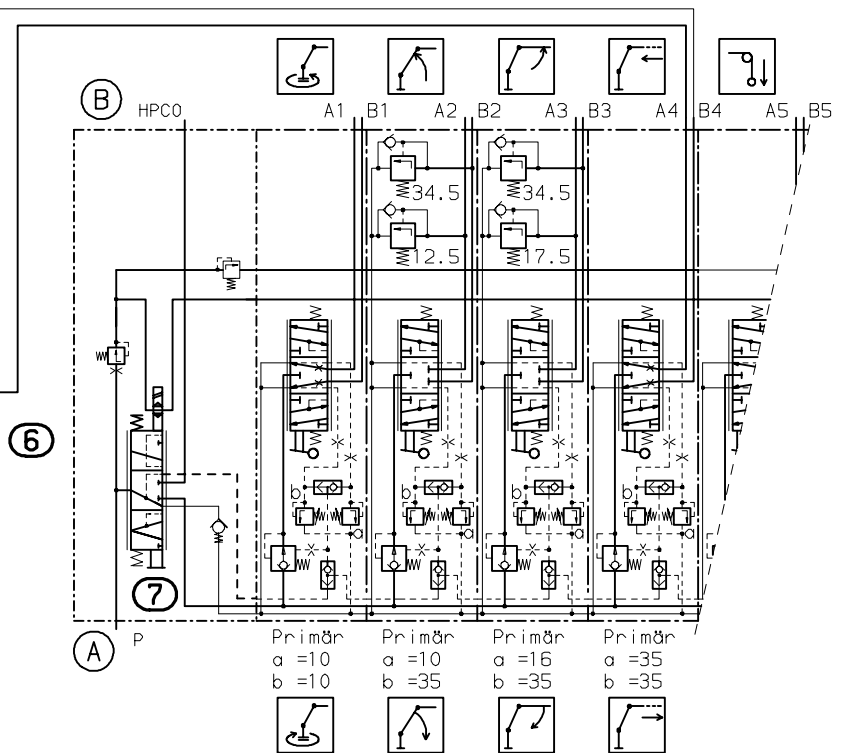 B HPCO A1 B1 A2 B2 A3 B3 A4 B4 A5 B5
34.5 34.5
12.5 17.5
6
b b b b
a a a a
7
A P
Primär Primär Primär Primär
a =10 a =10 a =16 a =35
b =10 b =35 b =35 b =35